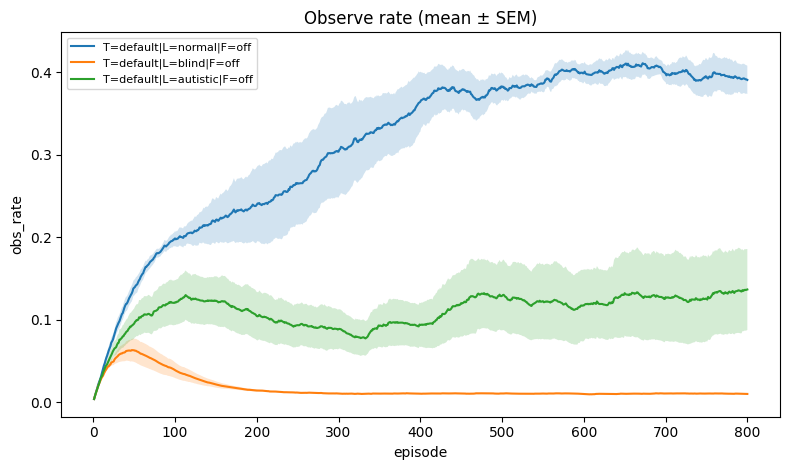 Observe rate (mean ± SEM)
T=default|L=normal|F=off
T=default|L=blind|F=off
T=default|L=autistic|F=off
obs_rate
0.4
0.3
0.2
0.1
0.0
0 100 200 300 400 500 600 700 800
episode